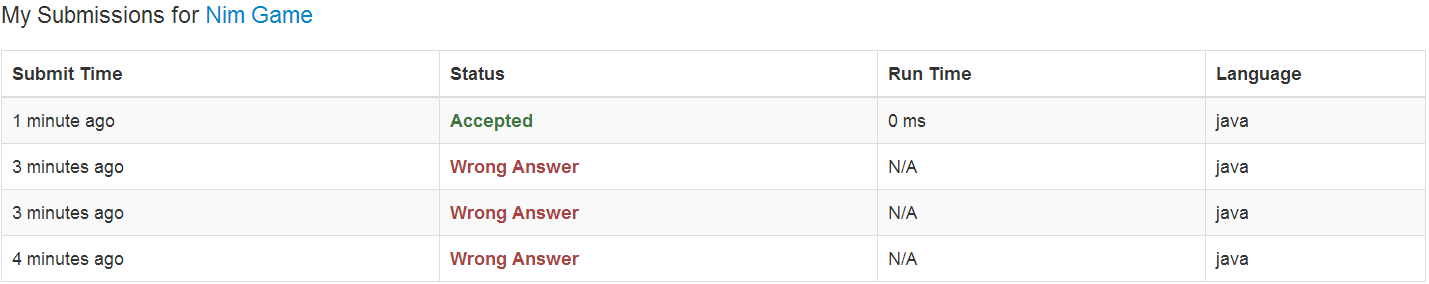 My Submissions for Nim Game
Submit Time Status Run Time Language
1 minute ago Accepted 0 ms java
3 minutes ago Wrong Answer N/A java
3 minutes ago Wrong Answer N/A java
4 minutes ago Wrong Answer N/A java